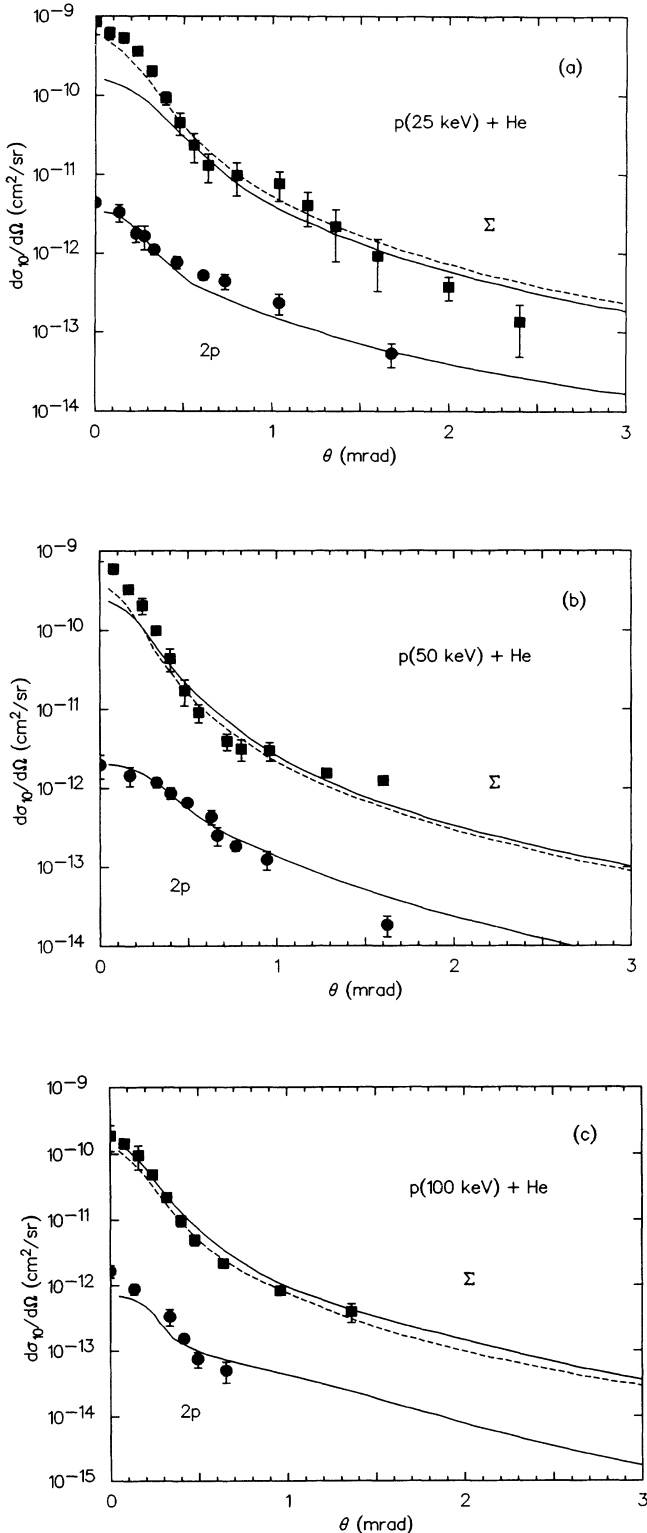 10⁻⁹
10⁻¹⁰
10⁻¹¹
10⁻¹²
10⁻¹³
10⁻¹⁴
dσ₁₀/dΩ (cm²/sr)
(a)
p(25 keV) + He
Σ
2p
0 1 2 3
θ (mrad)
10⁻⁹
10⁻¹⁰
10⁻¹¹
10⁻¹²
10⁻¹³
10⁻¹⁴
dσ₁₀/dΩ (cm²/sr)
(b)
p(50 keV) + He
Σ
2p
0 1 2 3
θ (mrad)
10⁻⁹
10⁻¹⁰
10⁻¹¹
10⁻¹²
10⁻¹³
10⁻¹⁴
10⁻¹⁵
dσ₁₀/dΩ (cm²/sr)
(c)
p(100 keV) + He
Σ
2p
0 1 2 3
θ (mrad)